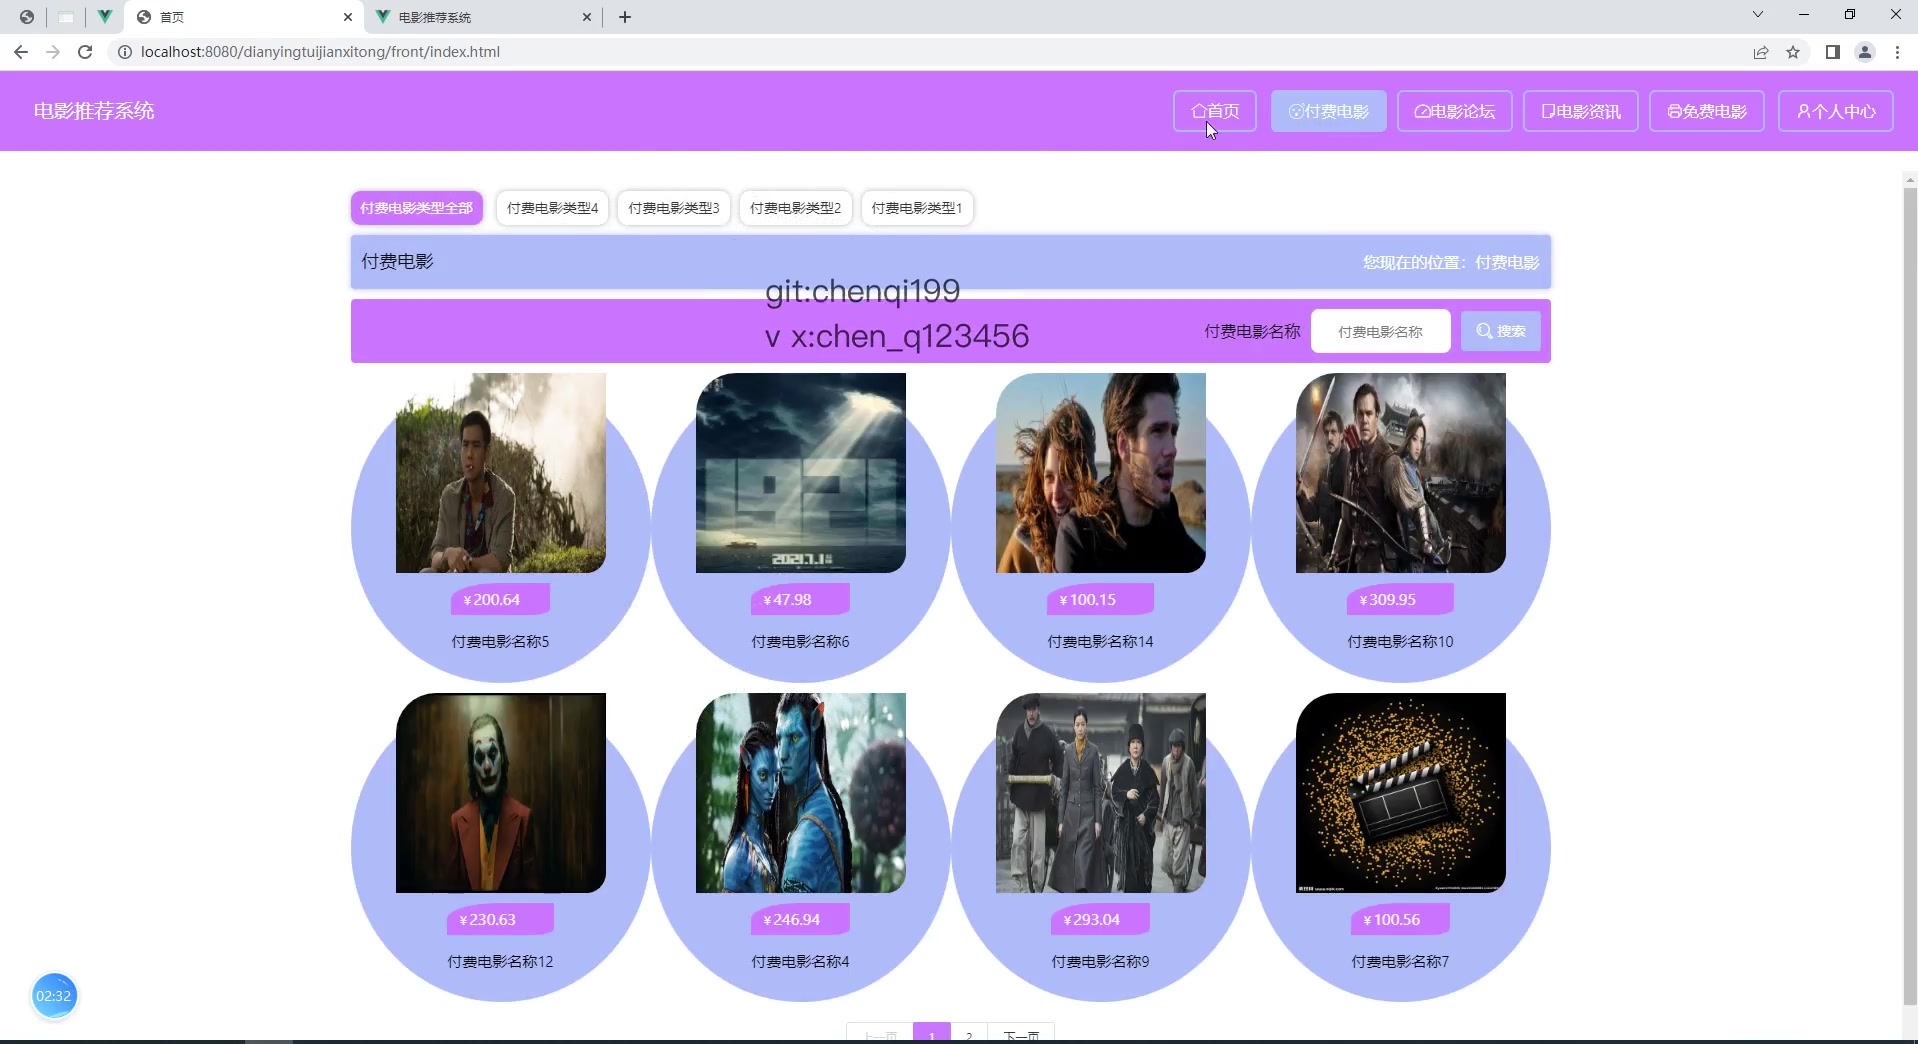 首页
电影推荐系统
localhost:8080/dianyingtuijianxitong/front/index.html
电影推荐系统
首页
付费电影
电影论坛
电影资讯
免费电影
个人中心
付费电影类型全部
付费电影类型4
付费电影类型3
付费电影类型2
付费电影类型1
付费电影
您现在的位置：付费电影
git:chenqi199
v x:chen_q123456
付费电影名称
付费电影名称
搜索
2021.7.1
¥200.64
¥47.98
¥100.15
¥309.95
付费电影名称5
付费电影名称6
付费电影名称14
付费电影名称10
¥230.63
¥246.94
¥293.04
¥100.56
付费电影名称12
付费电影名称4
付费电影名称9
付费电影名称7
02:32
上一页
1
2
下一页